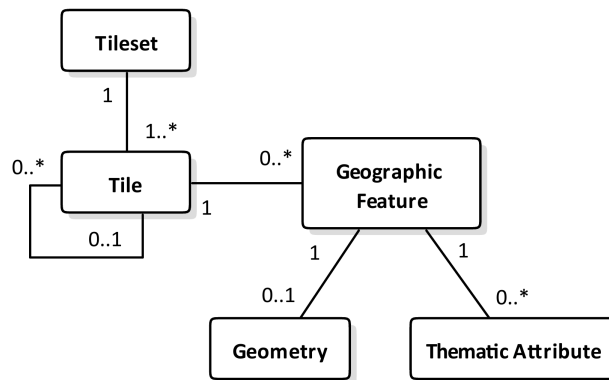 Tileset
1
1..*
0..*
0..*
Tile
Geographic
Feature
1
0..1
1
1
0..1
0..*
Geometry
Thematic Attribute